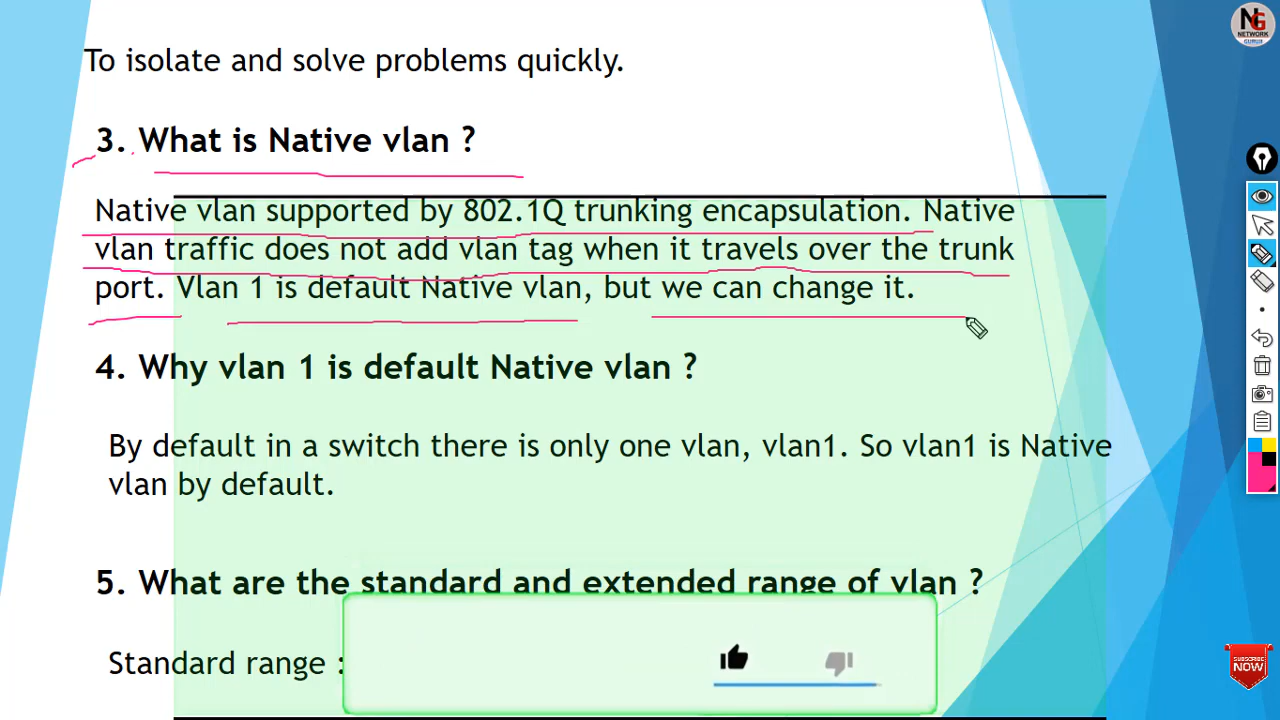 To isolate and solve problems quickly.
3. What is Native vlan ?
Native vlan supported by 802.1Q trunking encapsulation. Native
vlan traffic does not add vlan tag when it travels over the trunk
port. Vlan 1 is default Native vlan, but we can change it.
4. Why vlan 1 is default Native vlan ?
By default in a switch there is only one vlan, vlan1. So vlan1 is Native
vlan by default.
5. What are the standard and extended range of vlan ?
Standard range :
NG
NETWORK
GURUJI
SUBSCRIBE
NOW